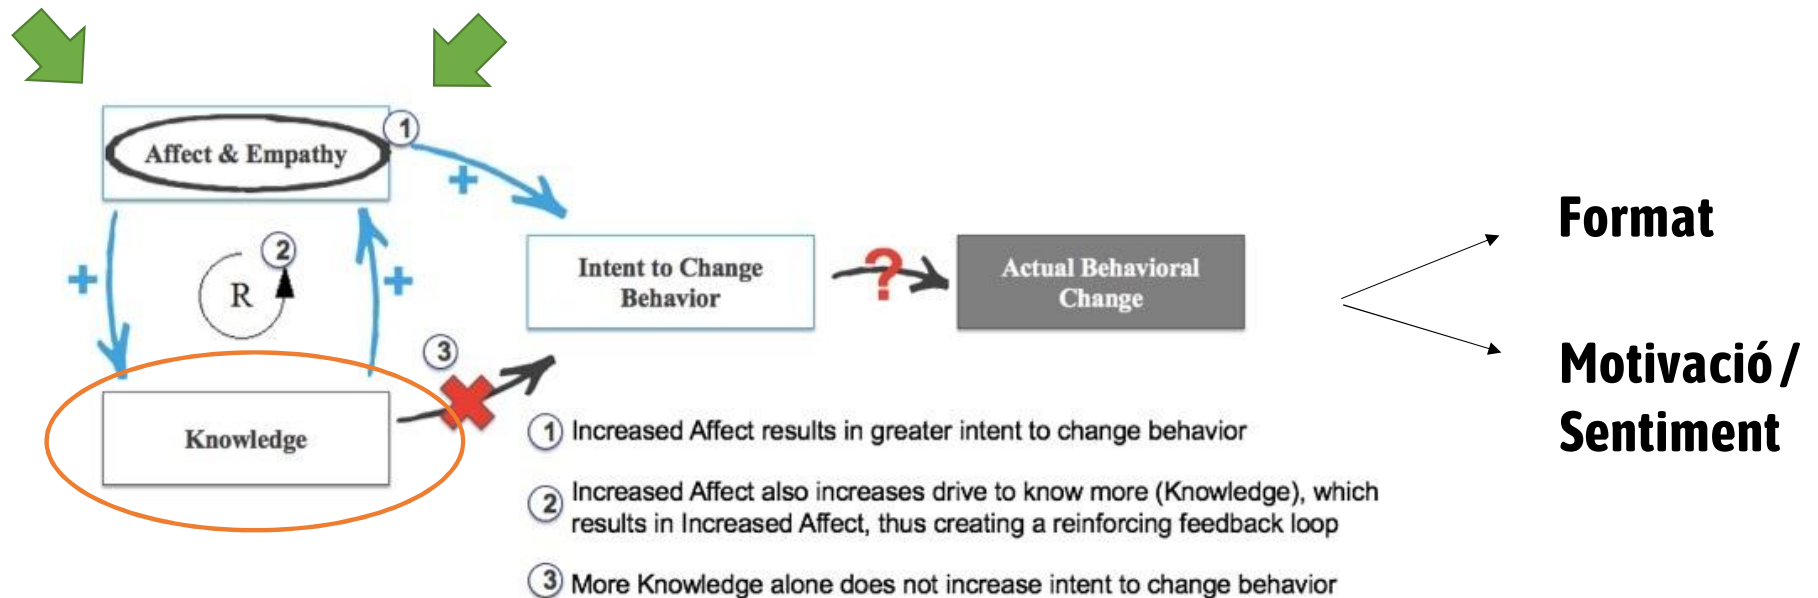 Affect & Empathy
1
+
2
R
+
+
Intent to Change
Behavior
?
Actual Behavioral
Change
3
Knowledge
1 Increased Affect results in greater intent to change behavior
2 Increased Affect also increases drive to know more (Knowledge), which
results in Increased Affect, thus creating a reinforcing feedback loop
3 More Knowledge alone does not increase intent to change behavior
Format
Motivació /
Sentiment